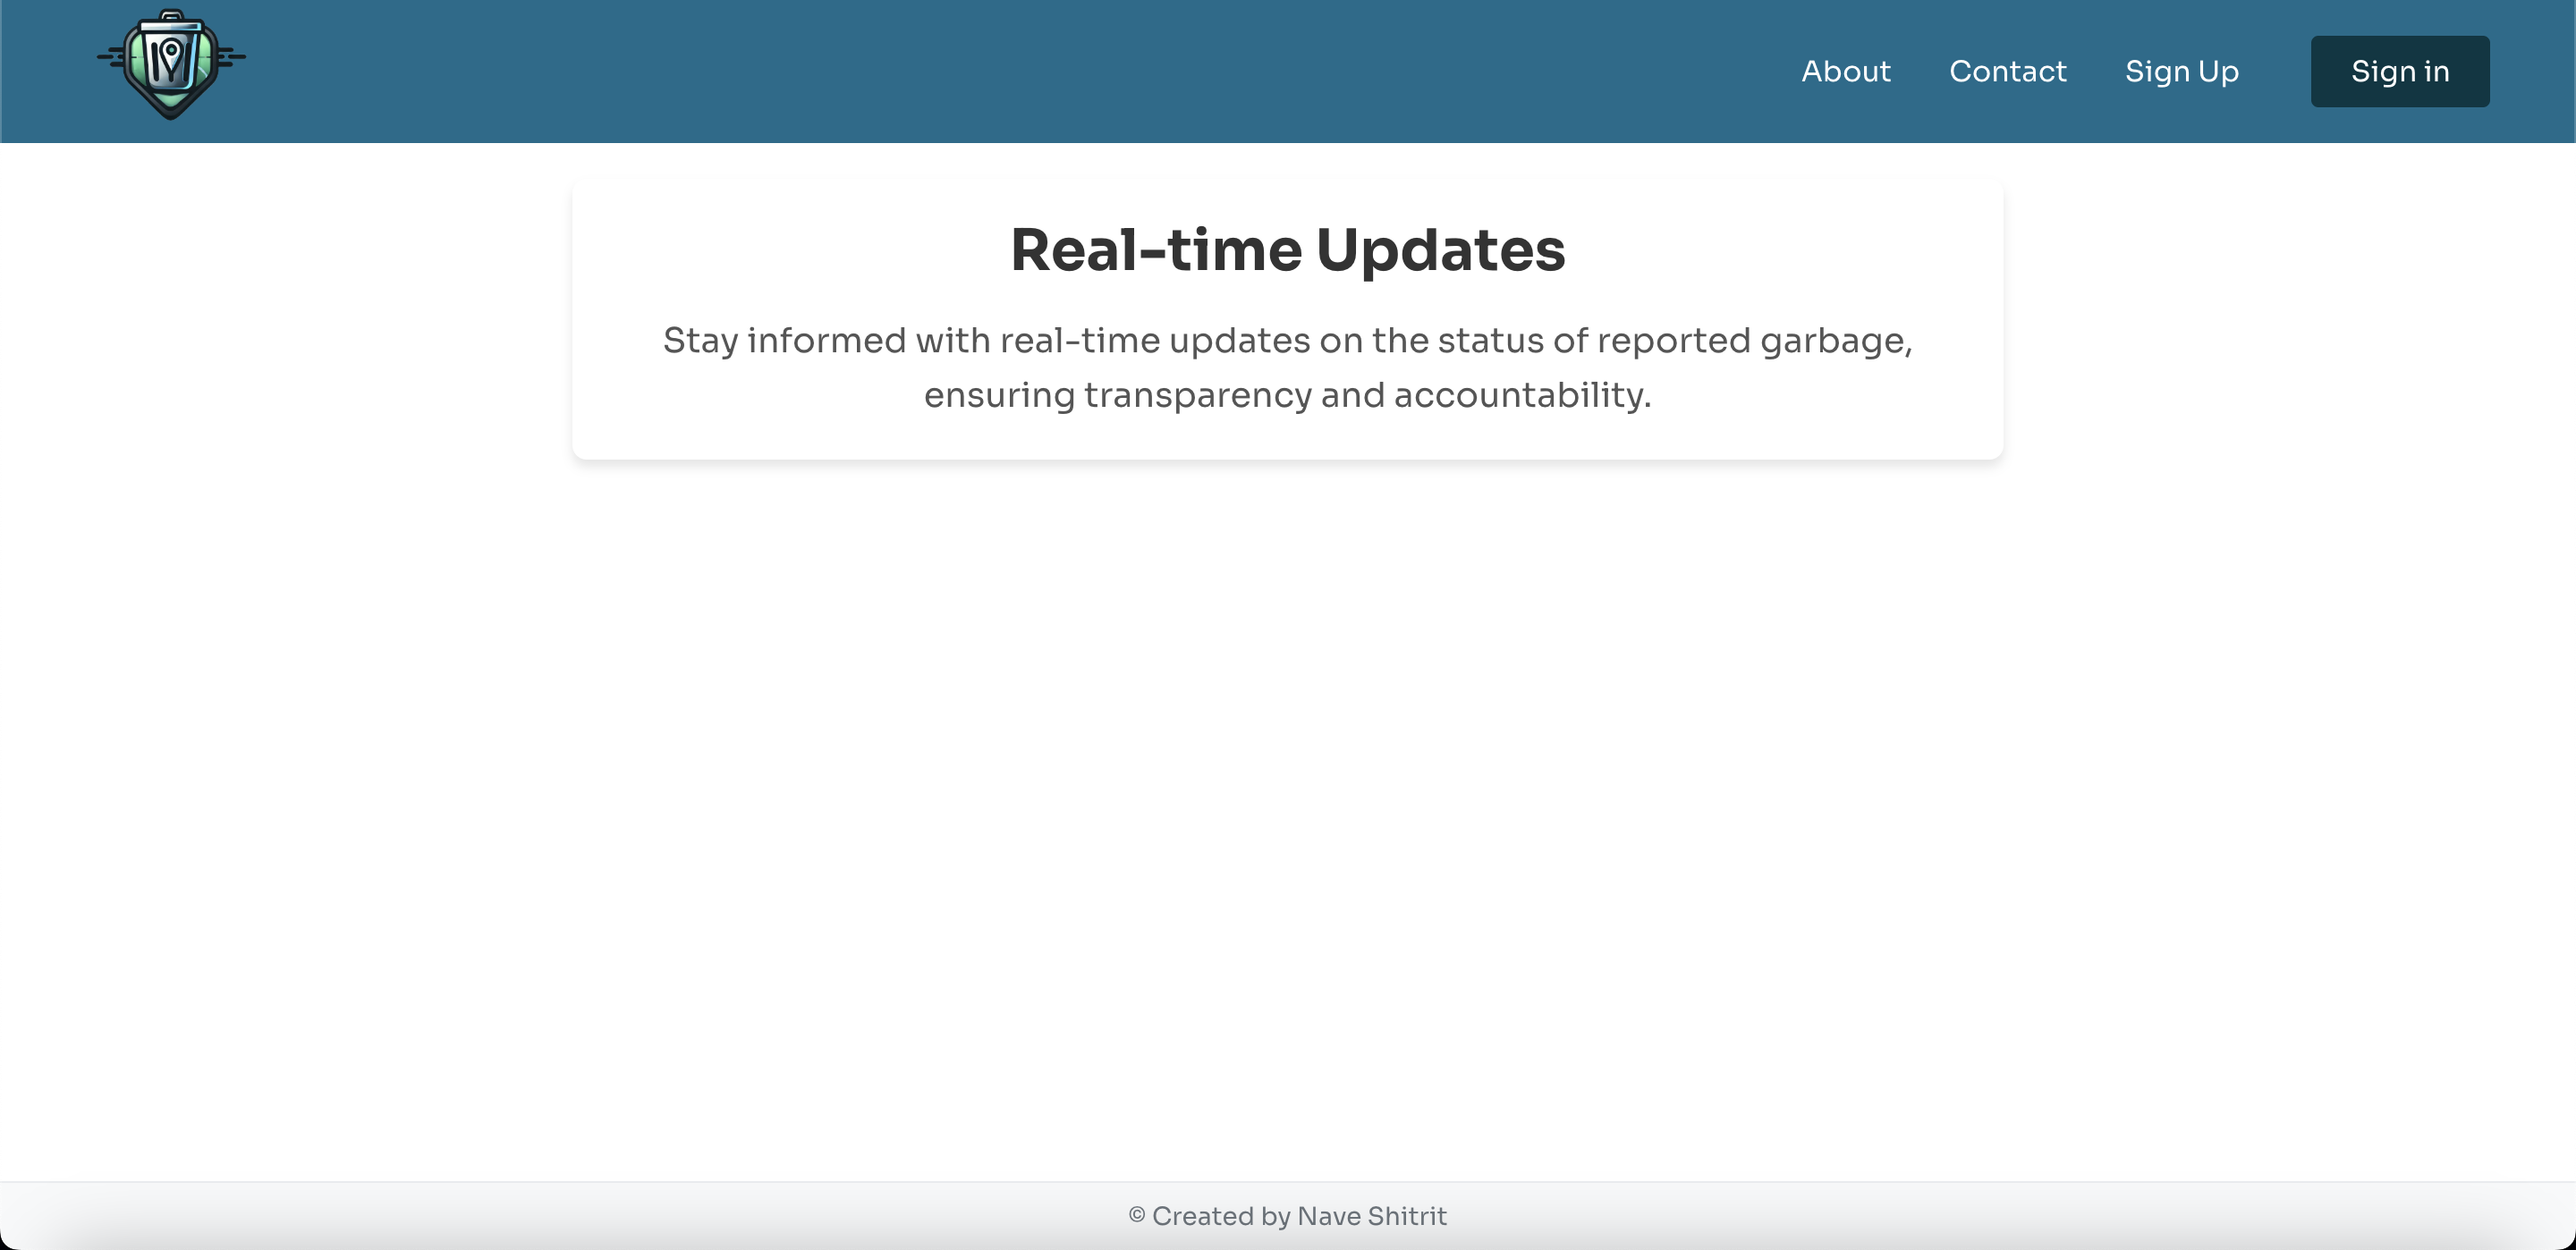 About
Contact
Sign Up
Sign in
Real-time Updates
Stay informed with real-time updates on the status of reported garbage,
ensuring transparency and accountability.
© Created by Nave Shitrit